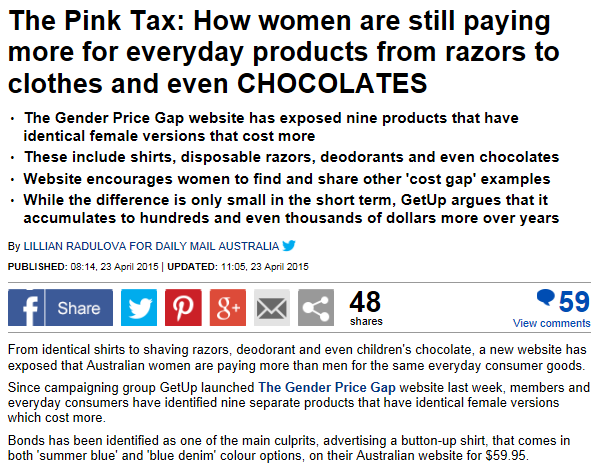 The Pink Tax: How women are still paying
more for everyday products from razors to
clothes and even CHOCOLATES
• The Gender Price Gap website has exposed nine products that have
identical female versions that cost more
• These include shirts, disposable razors, deodorants and even chocolates
• Website encourages women to find and share other 'cost gap' examples
• While the difference is only small in the short term, GetUp argues that it
accumulates to hundreds and even thousands of dollars more over years
By LILLIAN RADULOVA FOR DAILY MAIL AUSTRALIA
PUBLISHED: 08:14, 23 April 2015 | UPDATED: 11:05, 23 April 2015
f Share
8+
48
shares
59
View comments
From identical shirts to shaving razors, deodorant and even children's chocolate, a new website has
exposed that Australian women are paying more than men for the same everyday consumer goods.
Since campaigning group GetUp launched The Gender Price Gap website last week, members and
everyday consumers have identified nine separate products that have identical female versions
which cost more.
Bonds has been identified as one of the main culprits, advertising a button-up shirt, that comes in
both 'summer blue' and 'blue denim' colour options, on their Australian website for $59.95.